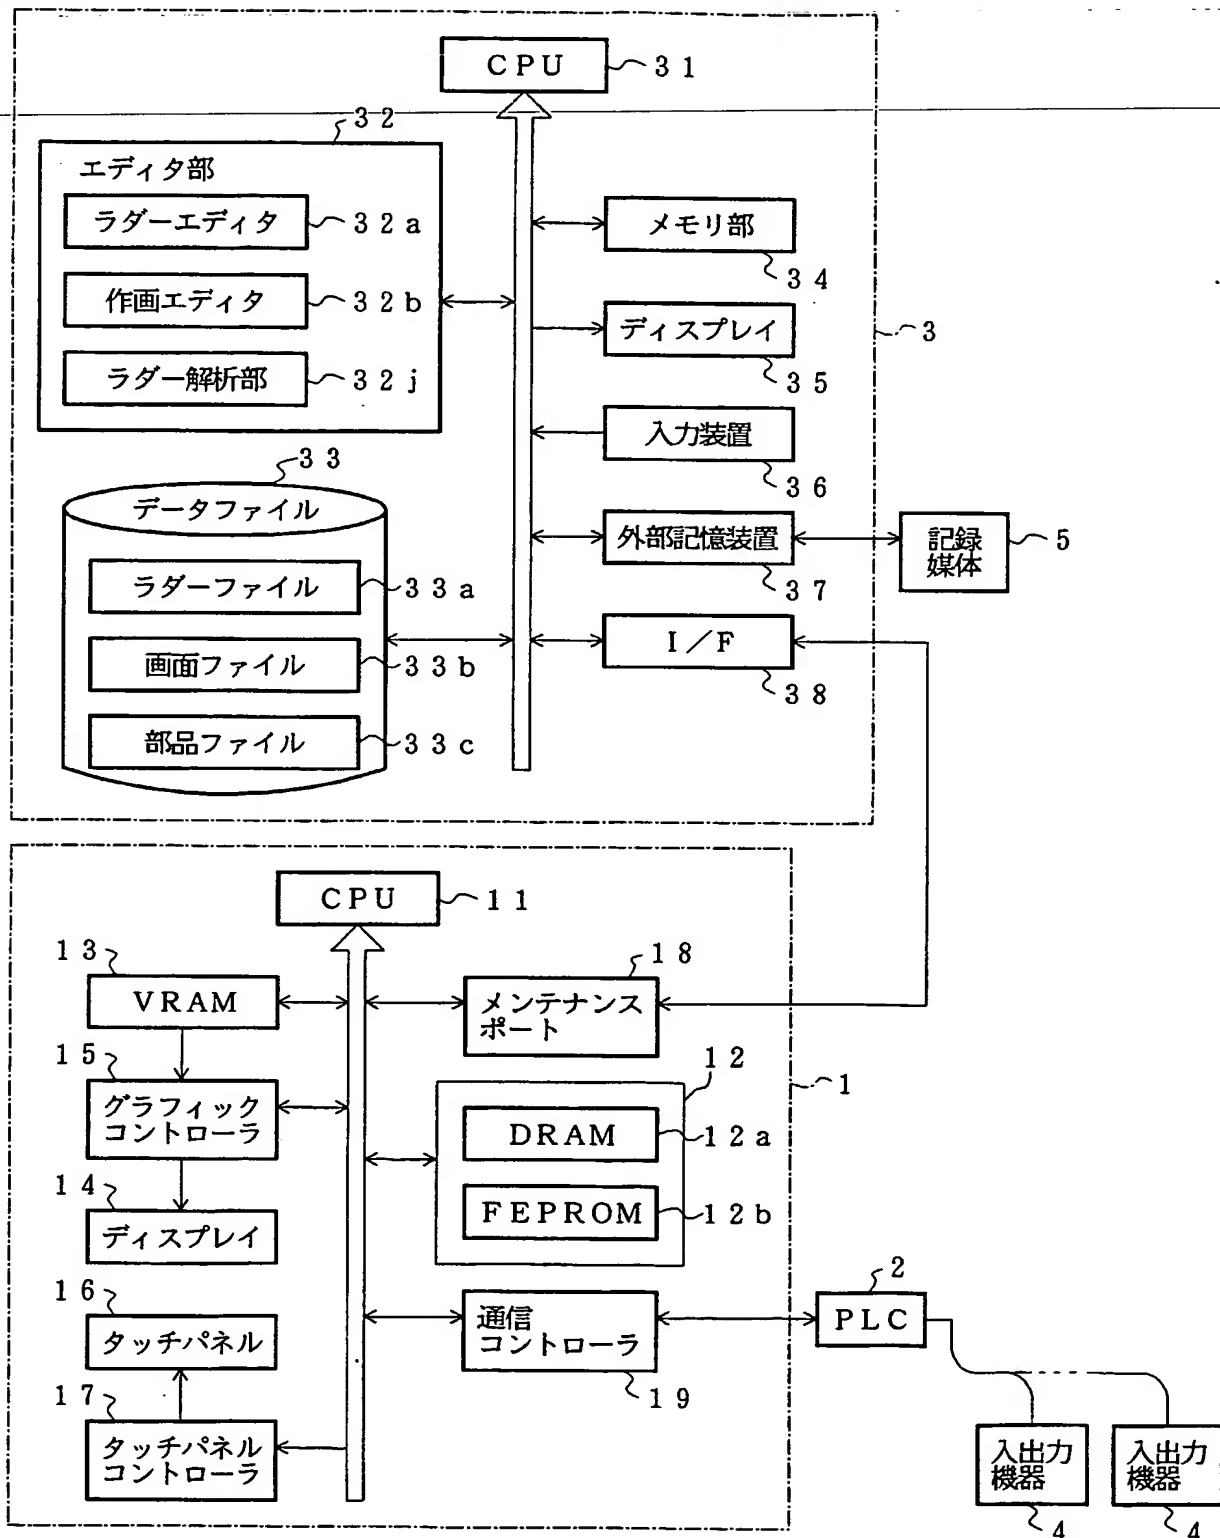 CPU
31
32
エディタ部
ラダーエディタ
32a
作画エディタ
32b
ラダー解析部
32j
メモリ部
34
ディスプレイ
35
3
入力装置
36
33
データファイル
ラダーファイル
33a
画面ファイル
33b
部品ファイル
33c
外部記憶装置
37
記録
媒体
5
I/F
38
CPU
11
13
VRAM
18
メンテナンス
ポート
15
グラフィック
コントローラ
12
1
DRAM
12a
FEPROM
12b
14
ディスプレイ
16
タッチパネル
通信
コントローラ
19
2
PLC
17
タッチパネル
コントローラ
入出力
機器
4
入出力
機器
4